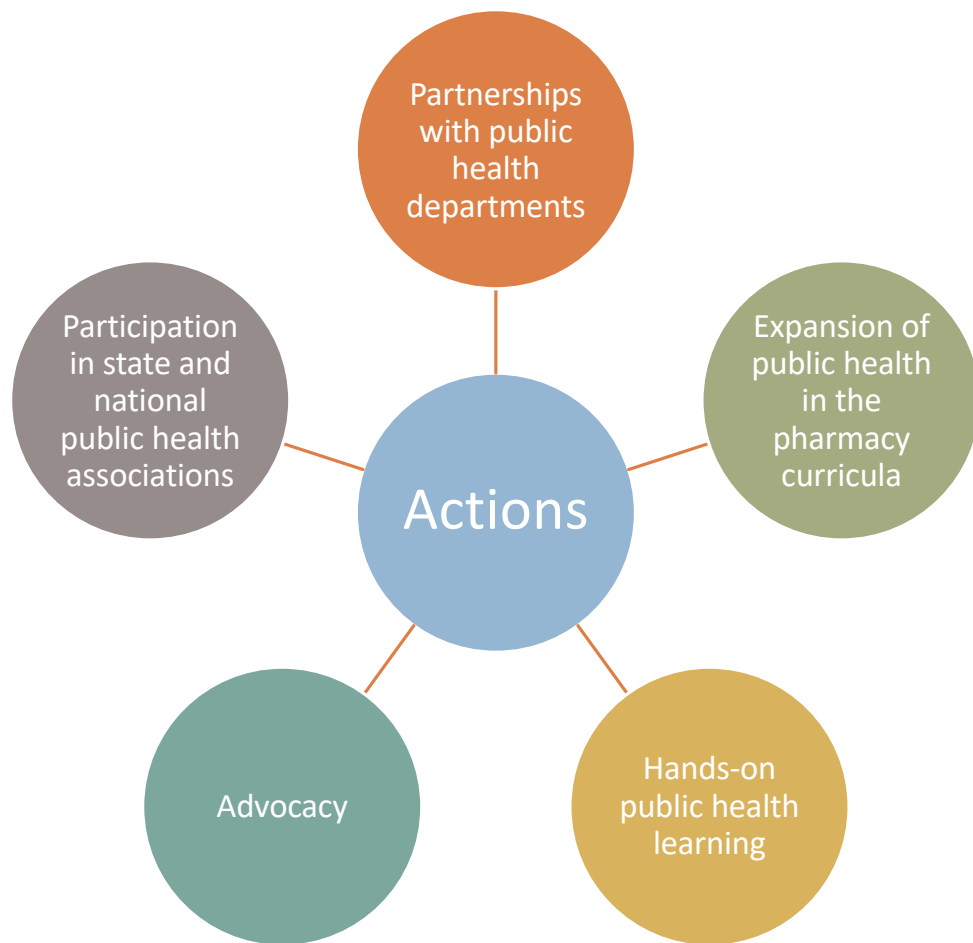 Partnerships
with public
health
departments
Participation
in state and
national
public health
associations
Expansion of
public health
in the
pharmacy
curricula
Actions
Advocacy
Hands-on
public health
learning